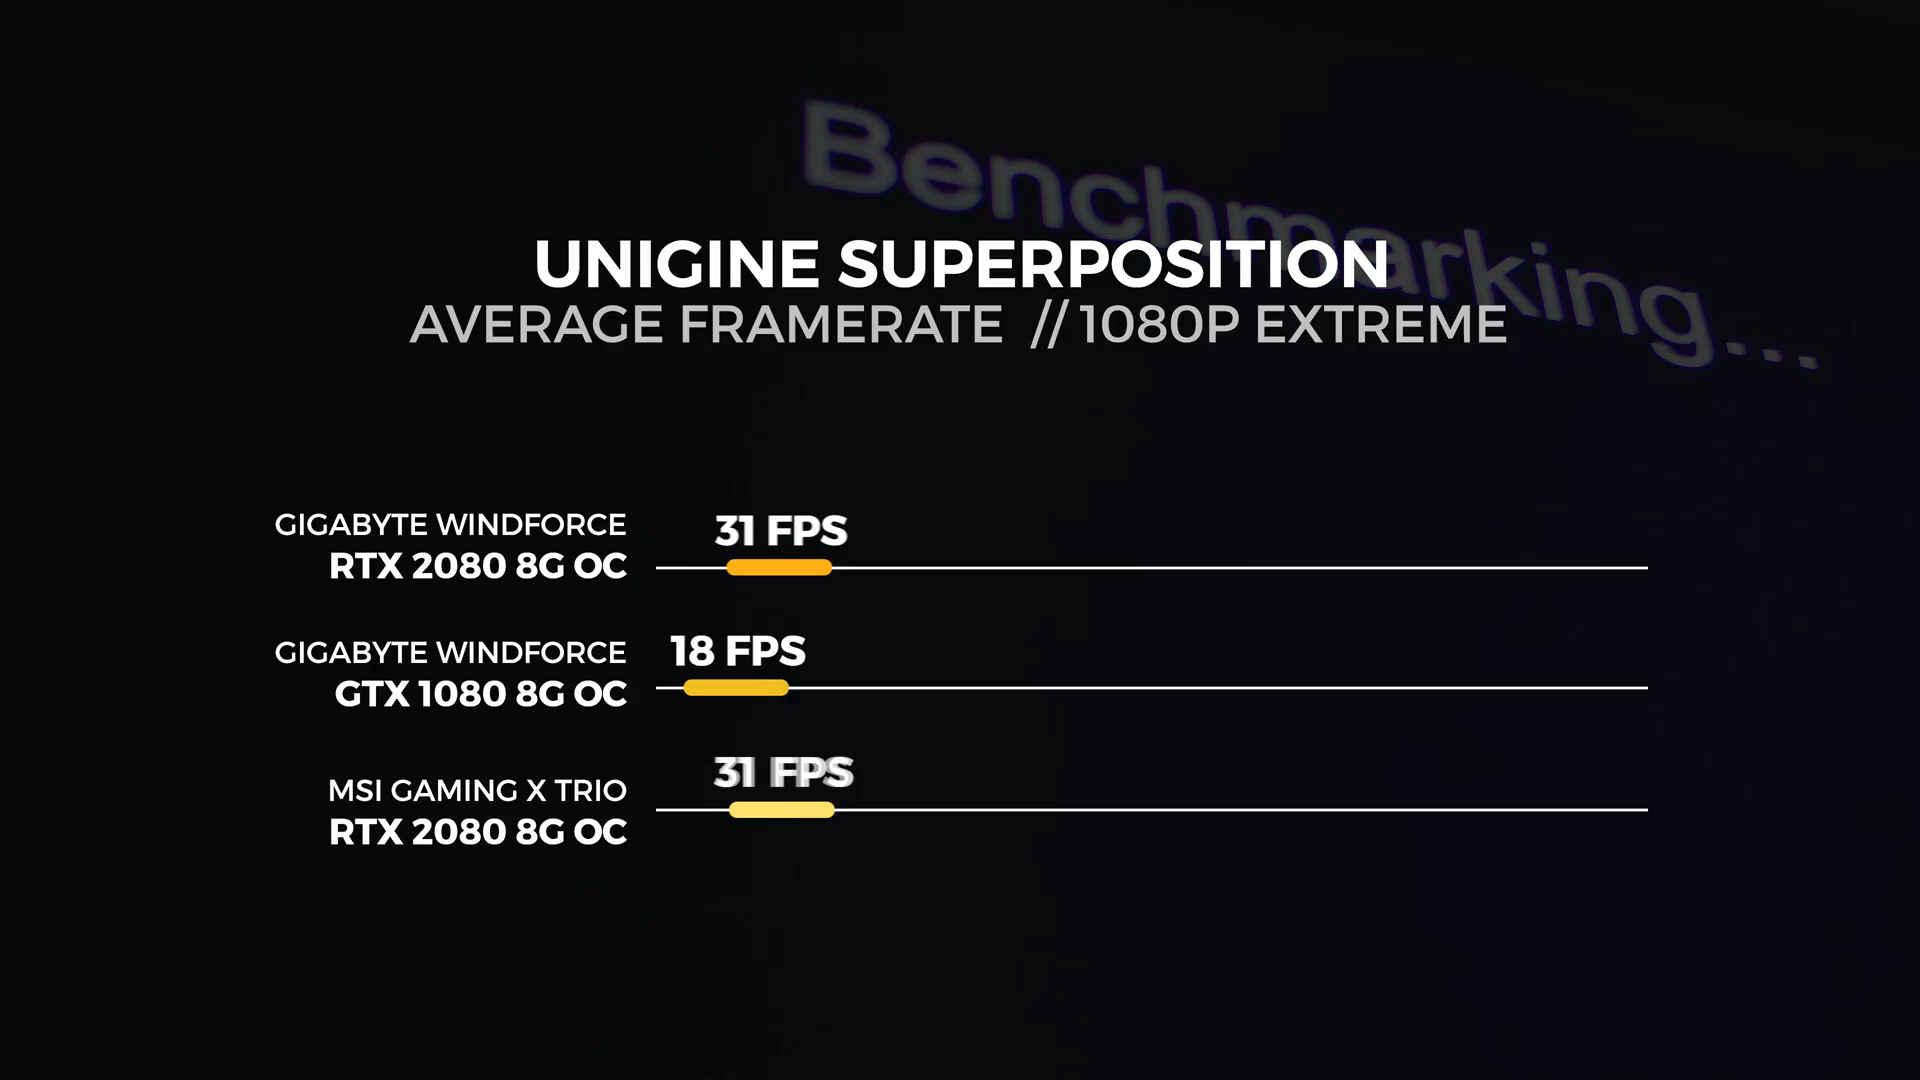 Benchmarking...
UNIGINE SUPERPOSITION
AVERAGE FRAMERATE // 1080P EXTREME
GIGABYTE WINDFORCE
RTX 2080 8G OC
31 FPS
GIGABYTE WINDFORCE
GTX 1080 8G OC
18 FPS
MSI GAMING X TRIO
RTX 2080 8G OC
31 FPS